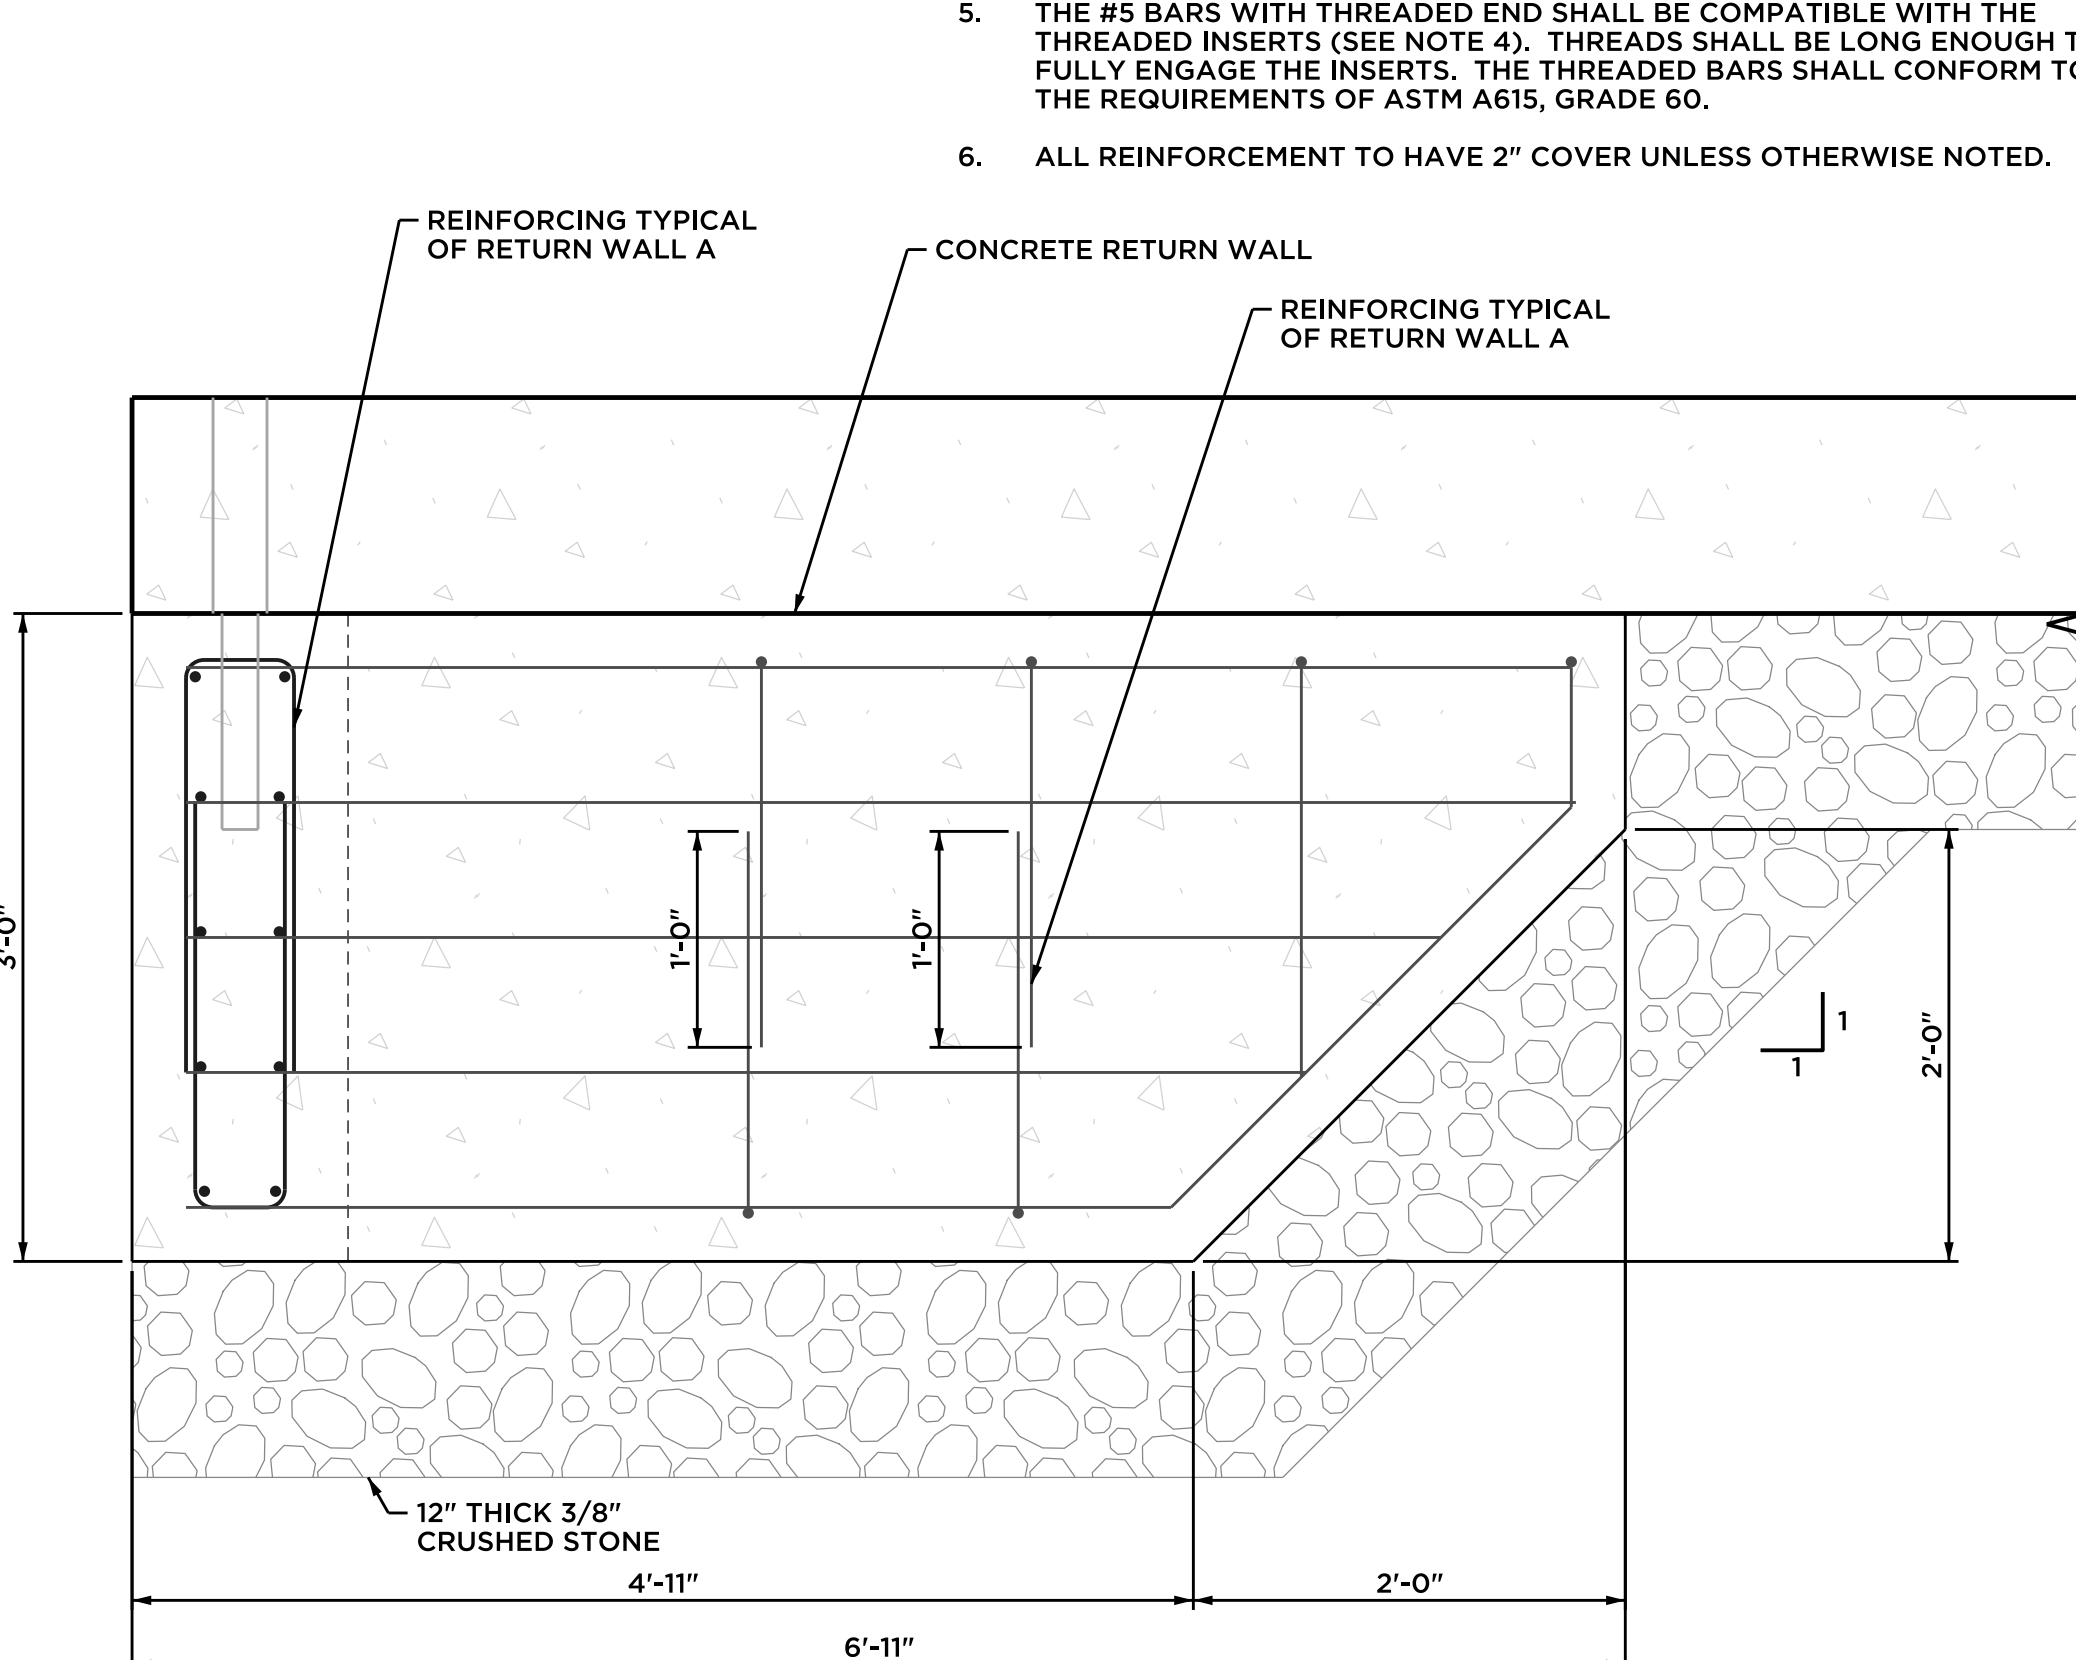 5. THE #5 BARS WITH THREADED END SHALL BE COMPATIBLE WITH THE
THREADED INSERTS (SEE NOTE 4). THREADS SHALL BE LONG ENOUGH T
FULLY ENGAGE THE INSERTS. THE THREADED BARS SHALL CONFORM TO
THE REQUIREMENTS OF ASTM A615, GRADE 60.
6. ALL REINFORCEMENT TO HAVE 2" COVER UNLESS OTHERWISE NOTED.
REINFORCING TYPICAL
OF RETURN WALL A
CONCRETE RETURN WALL
REINFORCING TYPICAL
OF RETURN WALL A
3'-0"
1'-0"
1'-0"
1
1
2'-0"
12" THICK 3/8"
CRUSHED STONE
4'-11"
2'-0"
6'-11"